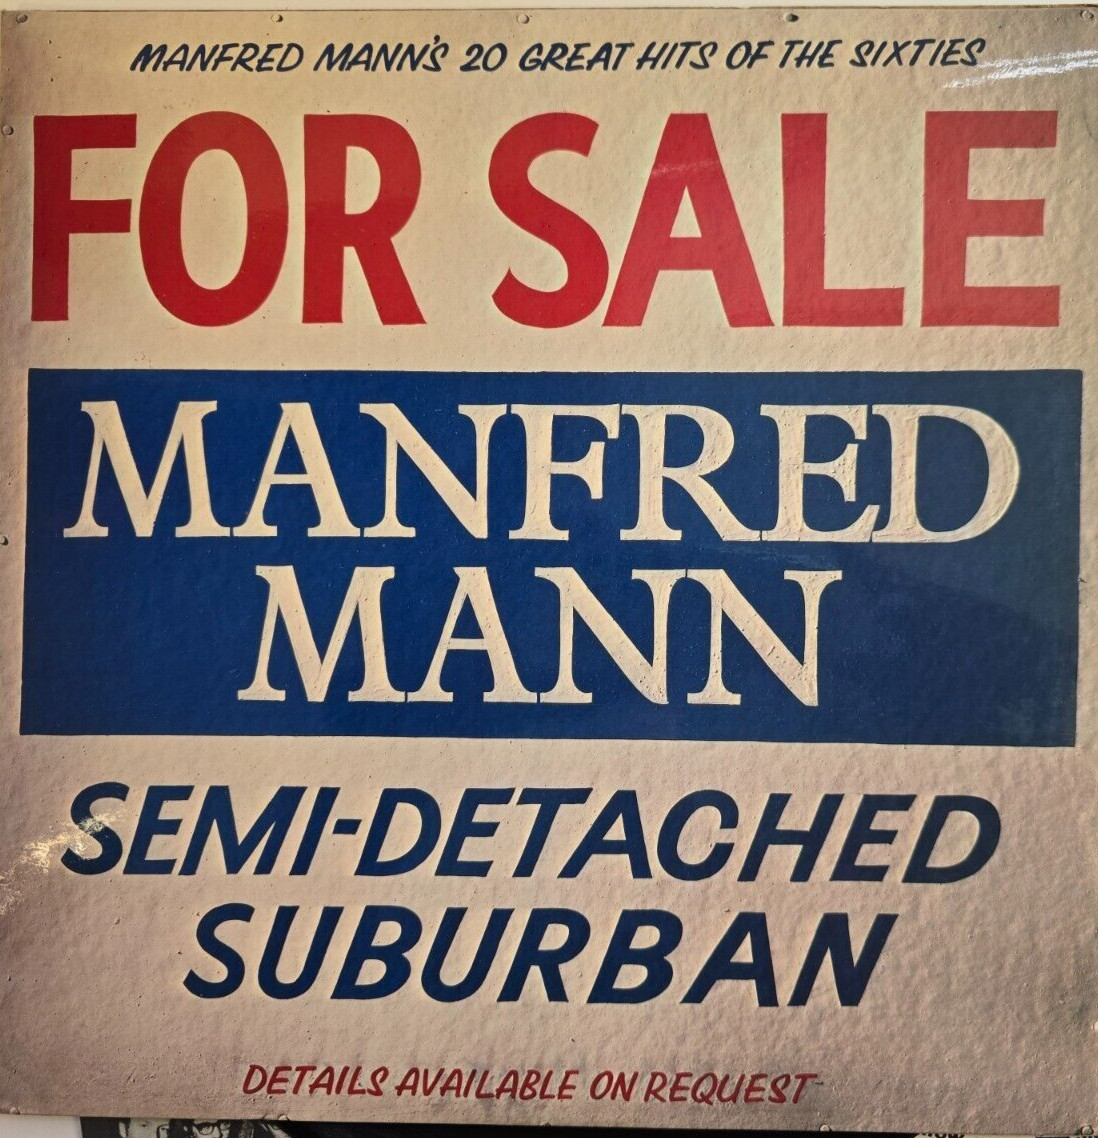 MANFRED MANN'S 20 GREAT HITS OF THE SIXTIES
FOR SALE
MANFRED
MANN
SEMI-DETACHED
SUBURBAN
DETAILS AVAILABLE ON REQUEST